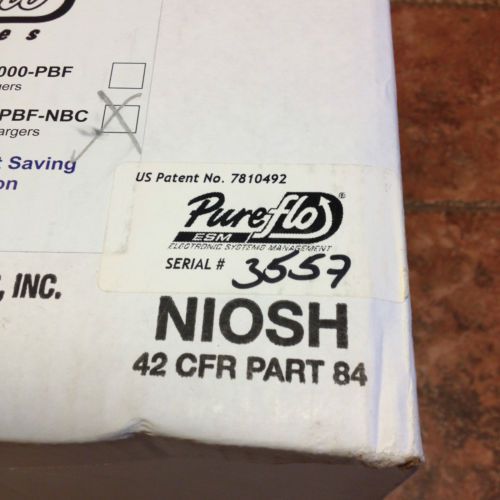 es
000-PBF
gers
PBF-NBC
argers
t Saving
on
US Patent No. 7810492
Pureflo
®
ESM
ELECTRONIC SYSTEMS MANAGEMENT
SERIAL # 3557
, INC.
NIOSH
42 CFR PART 84